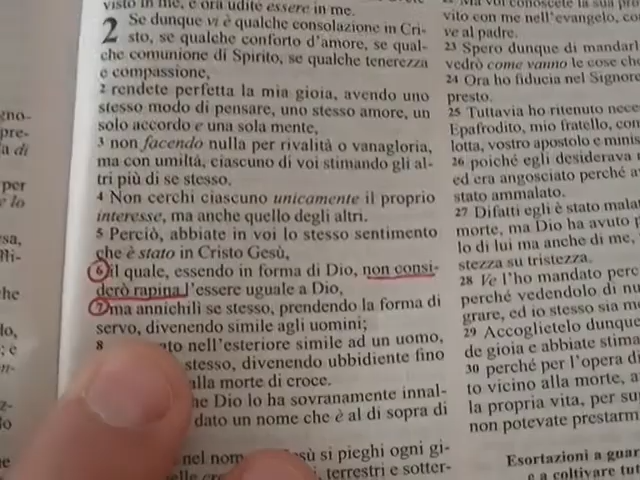 visto in me, e ora udite essere in me.
2 Se dunque vi è qualche consolazione in Cri-
sto, se qualche conforto d'amore, se qual-
che comunione di Spirito, se qualche tenerezza
e compassione,
2 rendete perfetta la mia gioia, avendo uno
stesso modo di pensare, uno stesso amore, un
solo accordo e una sola mente,
3 non facendo nulla per rivalità o vanagloria,
ma con umiltà, ciascuno di voi stimando gli al-
tri più di se stesso.
4 Non cerchi ciascuno unicamente il proprio
interesse, ma anche quello degli altri.
5 Perciò, abbiate in voi lo stesso sentimento
che è stato in Cristo Gesù,
6 il quale, essendo in forma di Dio, non consi-
derò rapina l'essere uguale a Dio,
7 ma annichilì se stesso, prendendo la forma di
servo, divenendo simile agli uomini;
8 nell'esteriore simile ad un uomo,
stesso, divenendo ubbidiente fino
alla morte di croce.
Dio lo ha sovranamente innal-
dato un nome che è al di sopra di
nel nom si pieghi ogni gi-
terrestri e sotter-
vito con me nell'evangelo, co
ve al padre.
23 Spero dunque di mandarl
vedrò come vanno le cose ch
24 Ora ho fiducia nel Signor
presto.
25 Tuttavia ho ritenuto nece
Epafrodito, mio fratello, con
lotta, vostro apostolo e minis
26 poiché egli desiderava
ed era angosciato perché a
stato ammalato.
27 Difatti egli è stato malat
morte, ma Dio ha avuto p
lo di lui ma anche di me,
stezza su tristezza.
28 Ve l'ho mandato perc
perché vedendolo di nu
grare, ed io stesso sia m
29 Accoglietelo dunque
de gioia e abbiate stima
30 perché per l'opera di
to vicino alla morte, a
la propria vita, per su
non potevate prestarm
Esortazioni a guar
e a coltivare tut